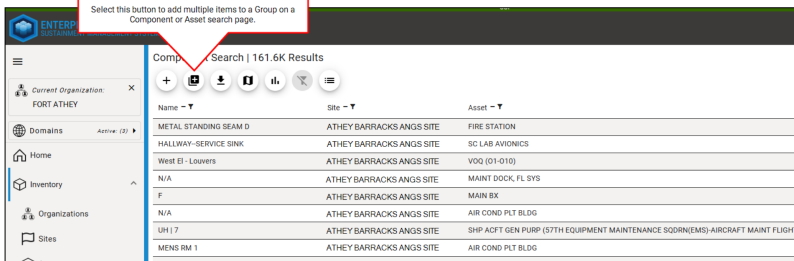 Select this button to add multiple items to a Group on a
Component or Asset search page.
ENTERP
SUSTAINMENT MANAGEMENT SYST
Comp t Search | 161.6K Results
Current Organization: ×
FORT ATHEY
Name
Site
Asset
Domains Active: (3)
METAL STANDING SEAM D ATHEY BARRACKS ANGS SITE FIRE STATION
HALLWAY–SERVICE SINK ATHEY BARRACKS ANGS SITE SC LAB AVIONICS
Home
West El - Louvers ATHEY BARRACKS ANGS SITE VOQ (O1-O10)
N/A ATHEY BARRACKS ANGS SITE MAINT DOCK, FL SYS
Inventory
F ATHEY BARRACKS ANGS SITE MAIN BX
N/A ATHEY BARRACKS ANGS SITE AIR COND PLT BLDG
Organizations
UH | 7 ATHEY BARRACKS ANGS SITE SHP ACFT GEN PURP (57TH EQUIPMENT MAINTENANCE SQDRN(EMS)-AIRCRAFT MAINT FLIGH
Sites
MENS RM 1 ATHEY BARRACKS ANGS SITE AIR COND PLT BLDG